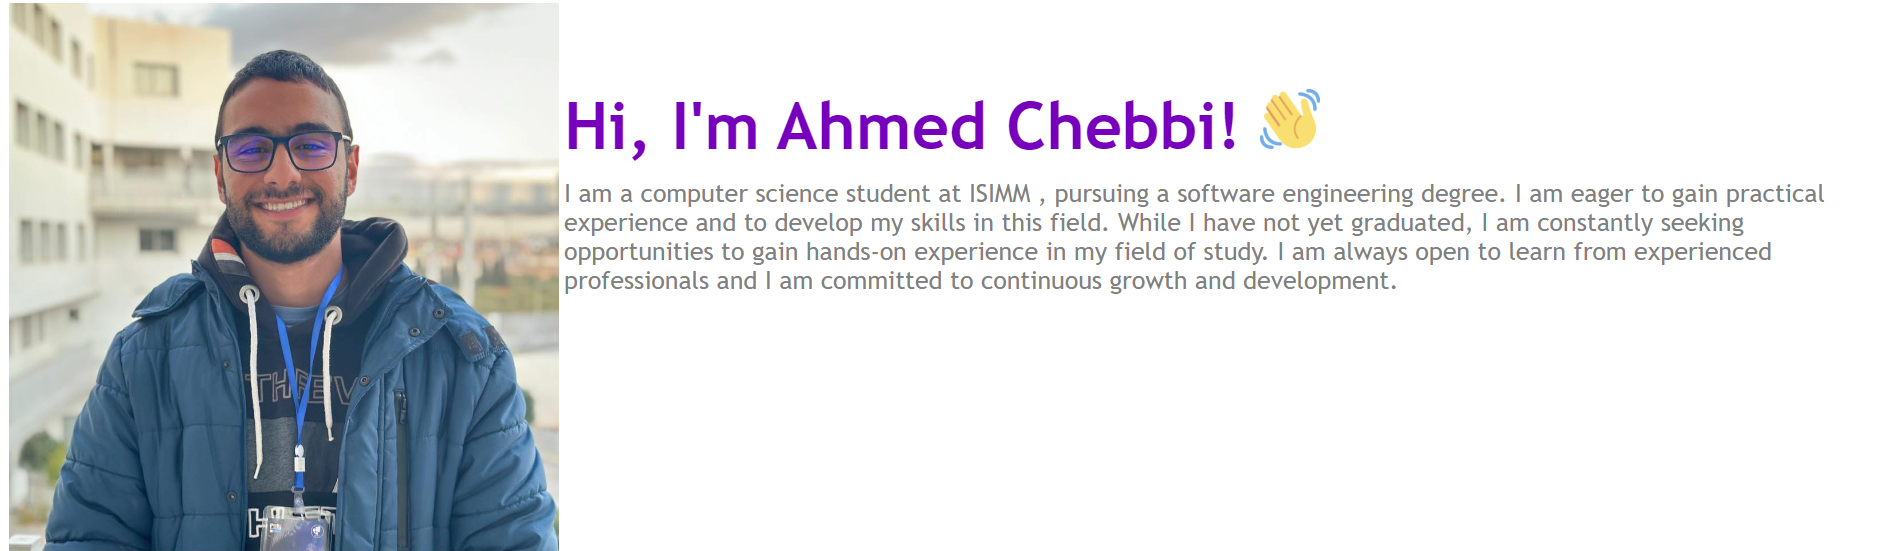 Hi, I'm Ahmed Chebbi! 👋
I am a computer science student at ISIMM , pursuing a software engineering degree. I am eager to gain practical
experience and to develop my skills in this field. While I have not yet graduated, I am constantly seeking
opportunities to gain hands-on experience in my field of study. I am always open to learn from experienced
professionals and I am committed to continuous growth and development.